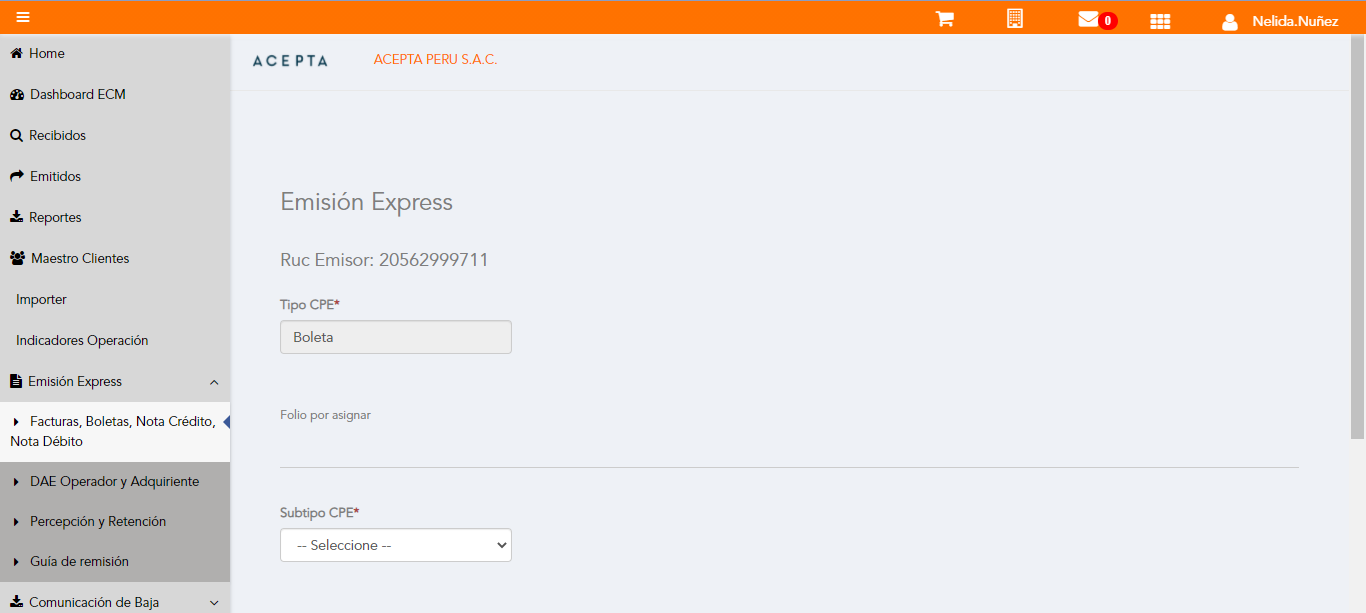 0
Nelida.Nuñez
Home
Dashboard ECM
Recibidos
Emitidos
Reportes
Maestro Clientes
Importer
Indicadores Operación
Emisión Express
Facturas, Boletas, Nota Crédito,
Nota Débito
DAE Operador y Adquiriente
Percepción y Retención
Guía de remisión
Comunicación de Baja
ACEPTA
ACEPTA PERU S.A.C.
Emisión Express
Ruc Emisor: 20562999711
Tipo CPE*
Boleta
Folio por asignar
Subtipo CPE*
-- Seleccione --